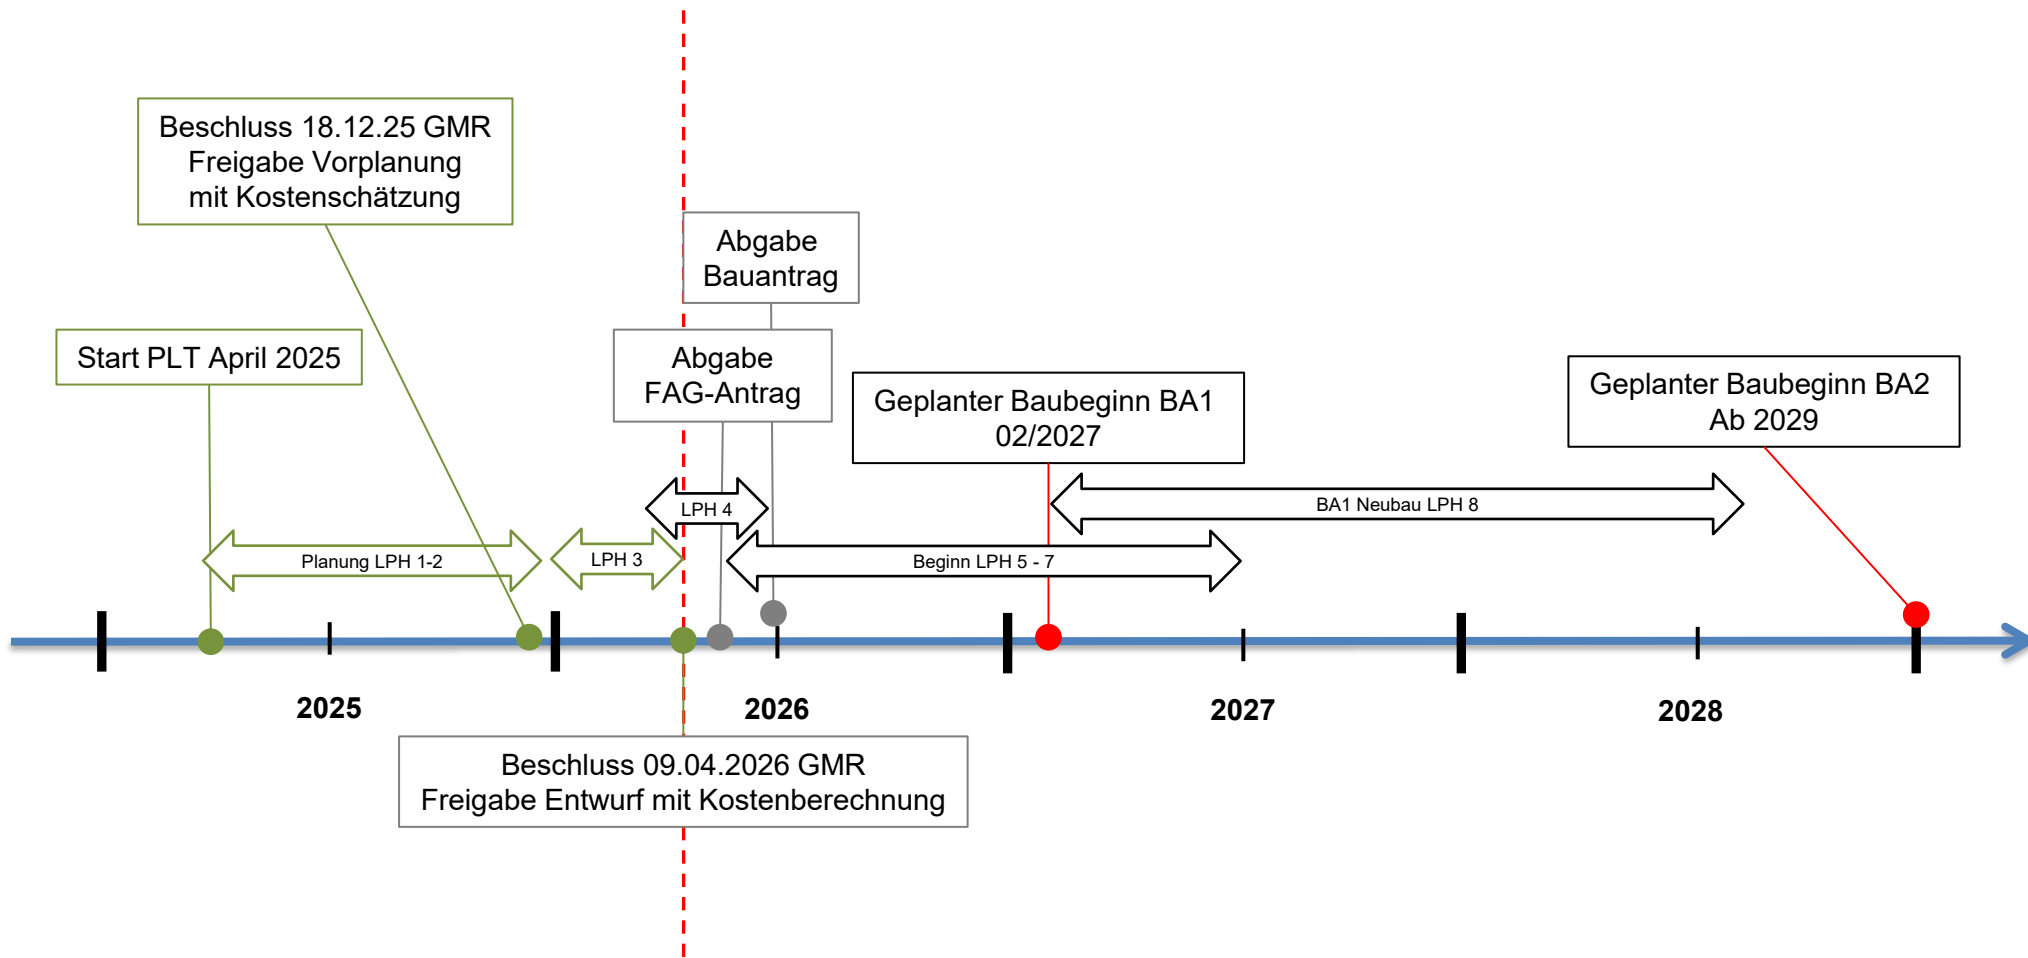 Beschluss 18.12.25 GMR
Freigabe Vorplanung
mit Kostenschätzung
Abgabe
Bauantrag
Start PLT April 2025
Abgabe
FAG-Antrag
Geplanter Baubeginn BA1
02/2027
Geplanter Baubeginn BA2
Ab 2029
LPH 4
BA1 Neubau LPH 8
Planung LPH 1-2
LPH 3
Beginn LPH 5 - 7
2025
2026
2027
2028
Beschluss 09.04.2026 GMR
Freigabe Entwurf mit Kostenberechnung